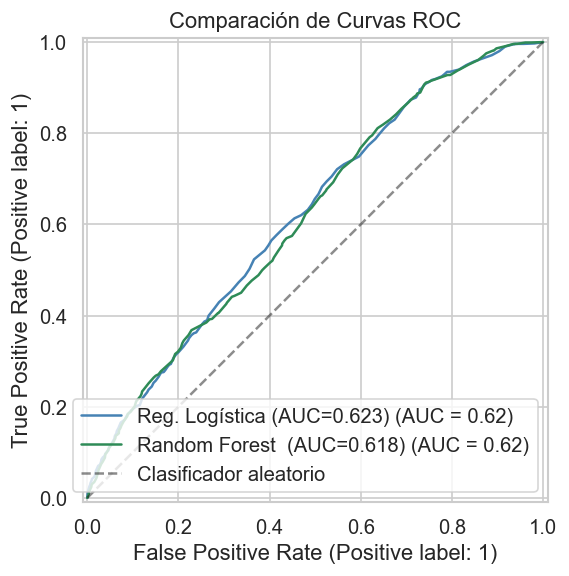 Comparación de Curvas ROC
True Positive Rate (Positive label: 1)
1.0
0.8
0.6
0.4
0.2
0.0
Reg. Logística (AUC=0.623) (AUC = 0.62)
Random Forest  (AUC=0.618) (AUC = 0.62)
Clasificador aleatorio
0.0 0.2 0.4 0.6 0.8 1.0
False Positive Rate (Positive label: 1)